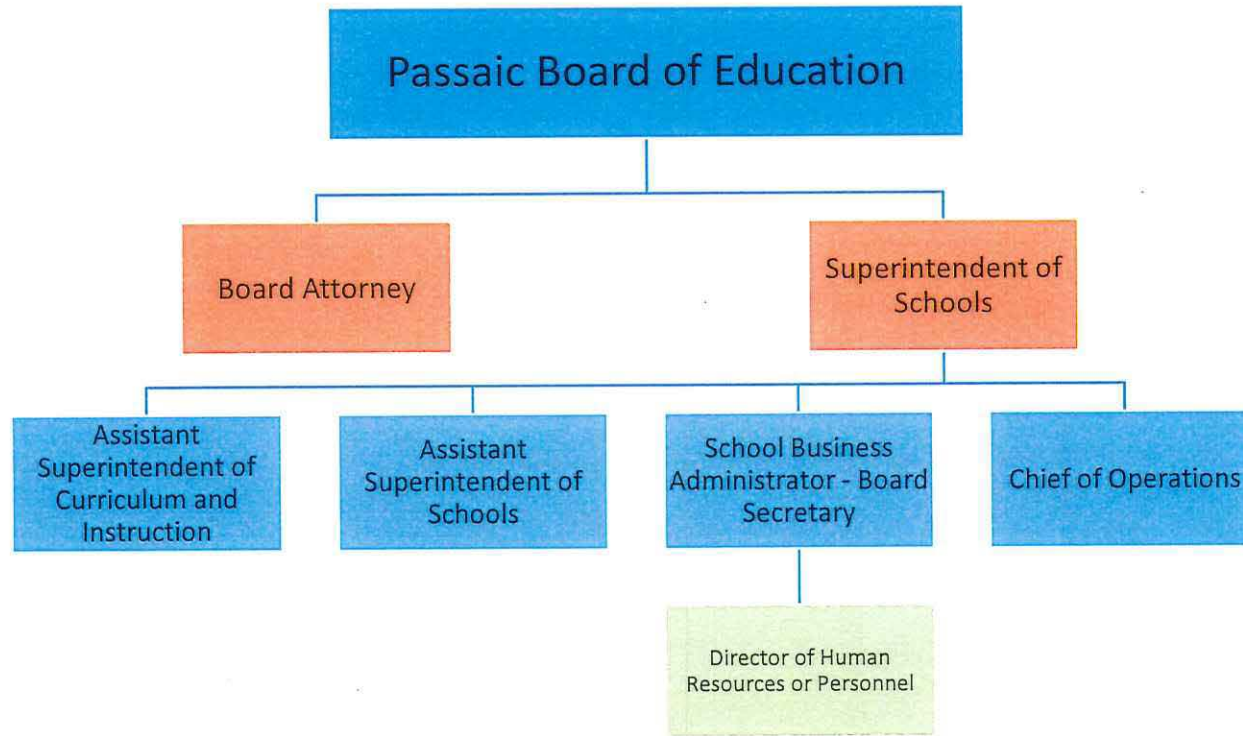 Passaic Board of Education
Board Attorney
Superintendent of
Schools
Assistant
Superintendent of
Curriculum and
Instruction
Assistant
Superintendent of
Schools
School Business
Administrator - Board
Secretary
Chief of Operations
Director of Human
Resources or Personnel